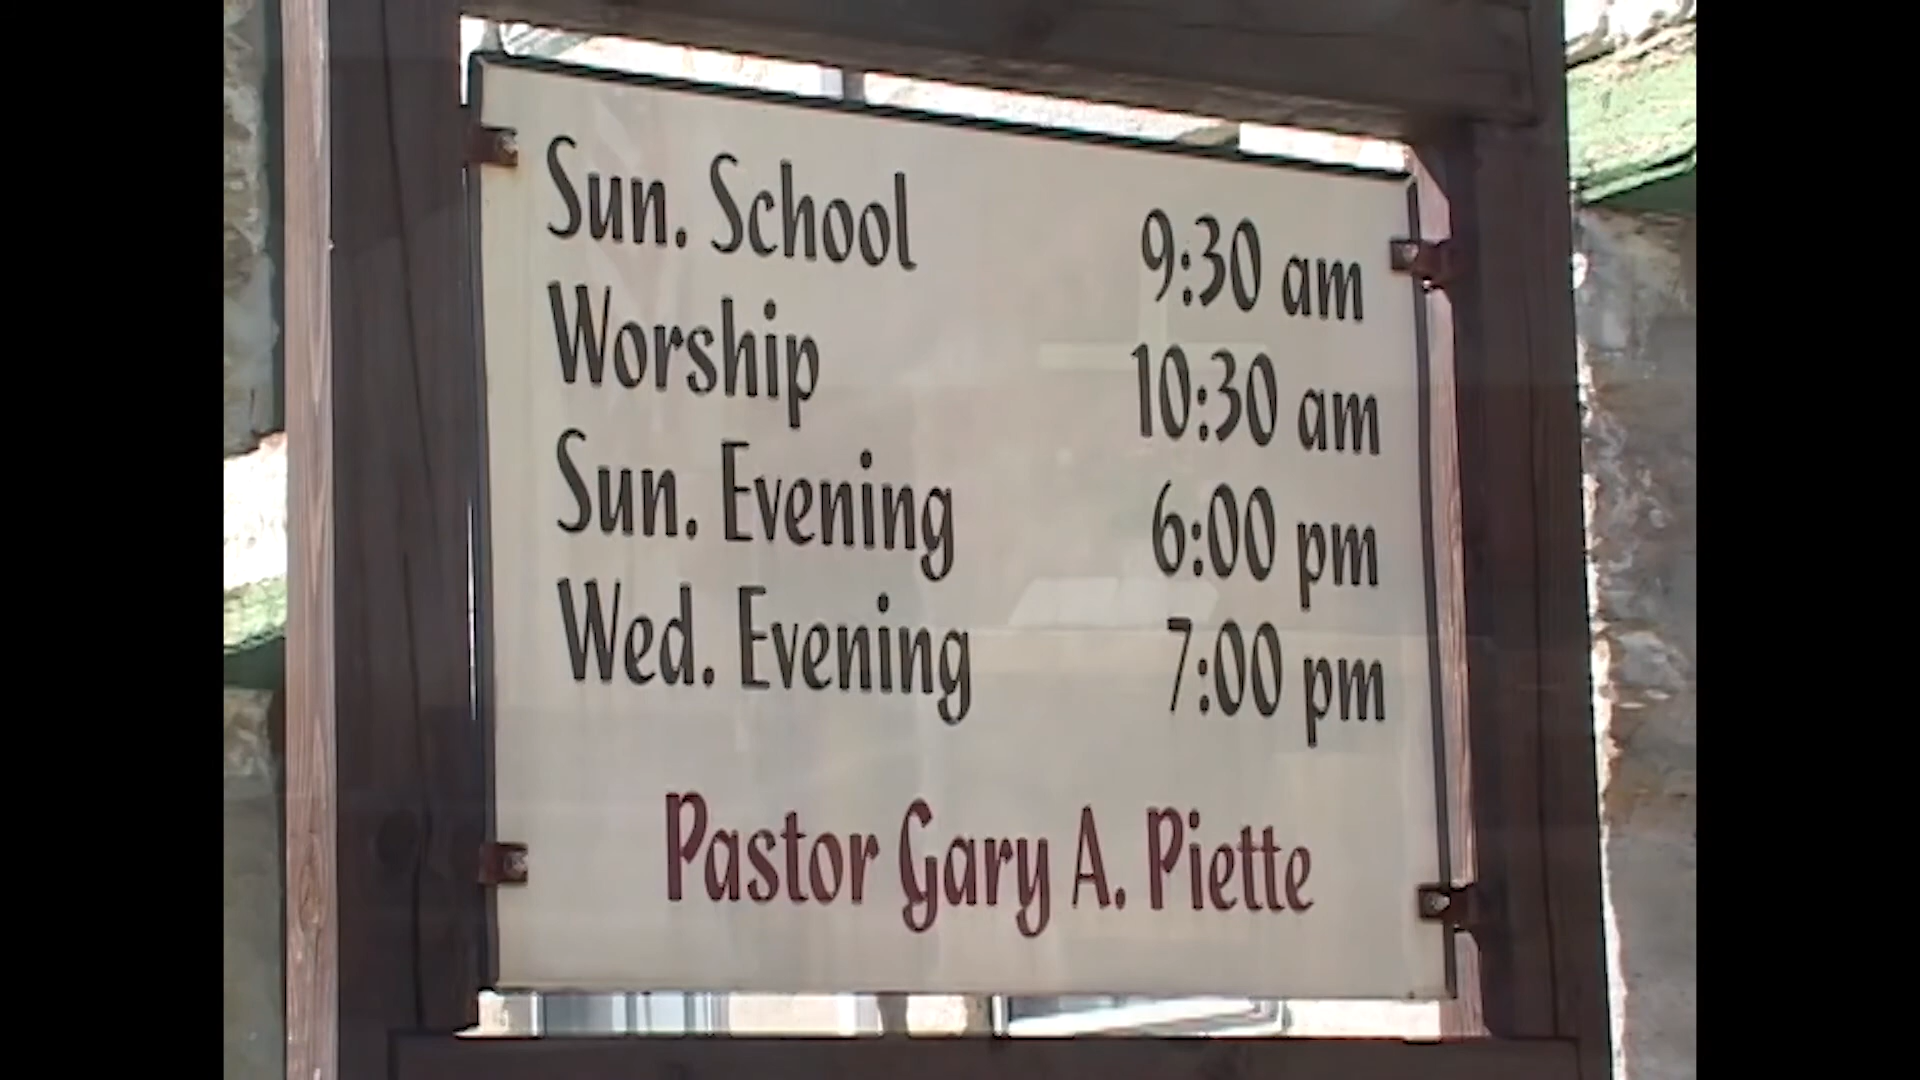 Sun. School 9:30 am
Worship 10:30 am
Sun. Evening 6:00 pm
Wed. Evening 7:00 pm
Pastor Gary A. Piette